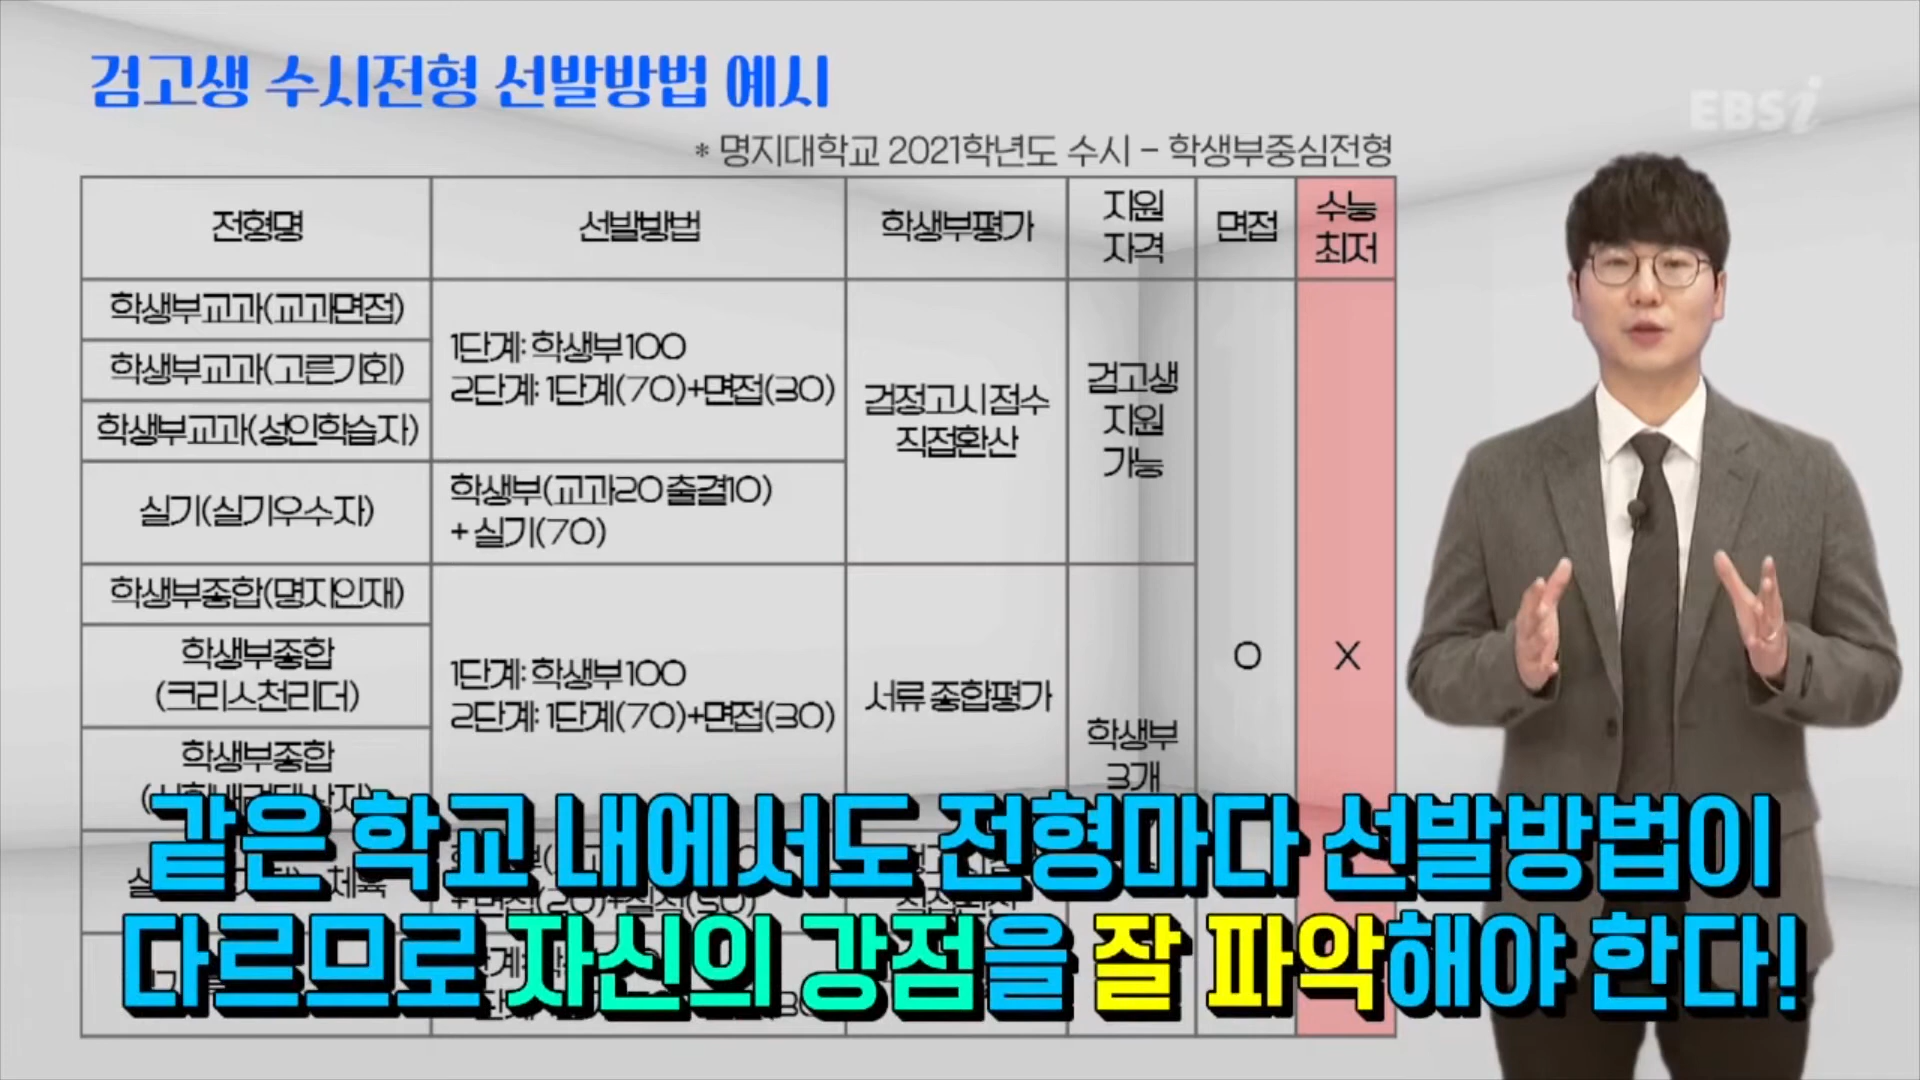 검고생 수시전형 선발방법 예시
EBSi
* 명지대학교 2021학년도 수시 - 학생부중심전형
전형명
선발방법
학생부평가
지원
자격
면접
수능
최저
학생부교과(교과면접)
학생부교과(고른기회)
학생부교과(성인학습자)
1단계: 학생부100
2단계: 1단계(70)+면접(30)
검정고시 점수
직접환산
검고생
지원
가능
실기(실기우수자)
학생부(교과20 출결10)
+ 실기(70)
학생부종합(명지인재)
학생부종합
(크리스천리더)
학생부종합
1단계: 학생부100
2단계: 1단계(70)+면접(30)
서류 종합평가
학생부
3개
O
X
같은 학교 내에서도 전형마다 선발방법이
다르므로 자신의 강점을 잘 파악해야 한다!